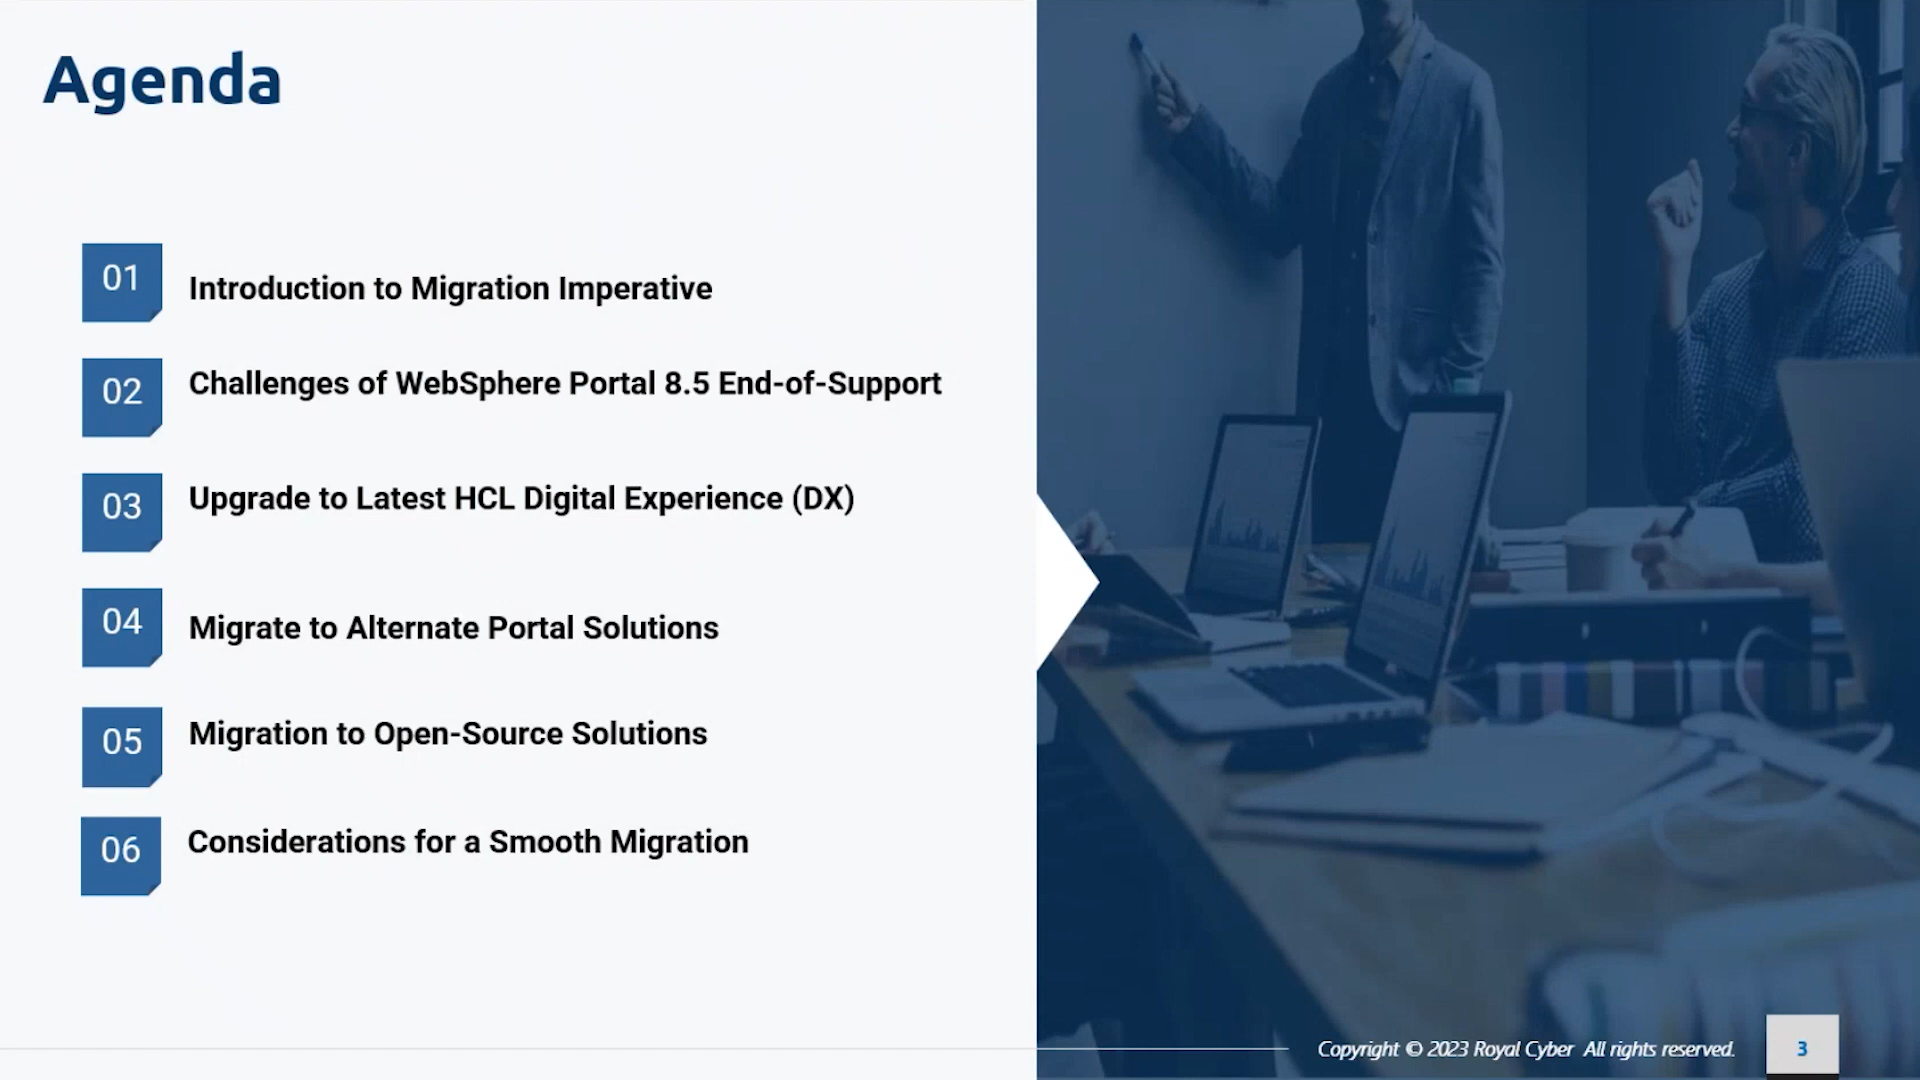 Agenda
01
Introduction to Migration Imperative
02
Challenges of WebSphere Portal 8.5 End-of-Support
03
Upgrade to Latest HCL Digital Experience (DX)
04
Migrate to Alternate Portal Solutions
05
Migration to Open-Source Solutions
06
Considerations for a Smooth Migration
Copyright © 2023 Royal Cyber All rights reserved.
3